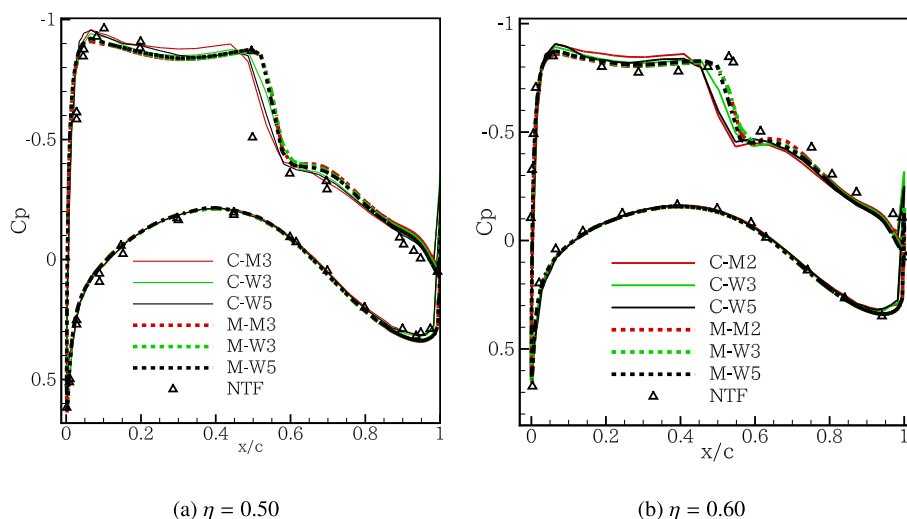 -1
-0.5
Cp
0
0.5
C-M3
C-W3
C-W5
M-M3
M-W3
M-W5
NTF
0 0.2 0.4 0.6 0.8 1
x/c
(a) η = 0.50
-1
-0.5
Cp
0
0.5
C-M2
C-W3
C-W5
M-M2
M-W3
M-W5
NTF
0 0.2 0.4 0.6 0.8 1
x/c
(b) η = 0.60